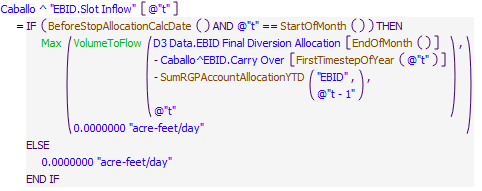 Caballo ^ "EBID.Slot Inflow" [ @"t" ]
= IF ( BeforeStopAllocationCalcDate ( ) AND @"t" == StartOfMonth ( ) ) THEN
Max ( VolumeToFlow ( D3 Data.EBID Final Diversion Allocation [ EndOfMonth ( ) ] ,
- Caballo^EBID.Carry Over [ FirstTimestepOfYear ( @"t" ) ]
- SumRGPAccountAllocationYTD ( "EBID" ,
@"t - 1" )
@"t" ) ,
0.0000000 "acre-feet/day" )
ELSE
0.0000000 "acre-feet/day"
END IF